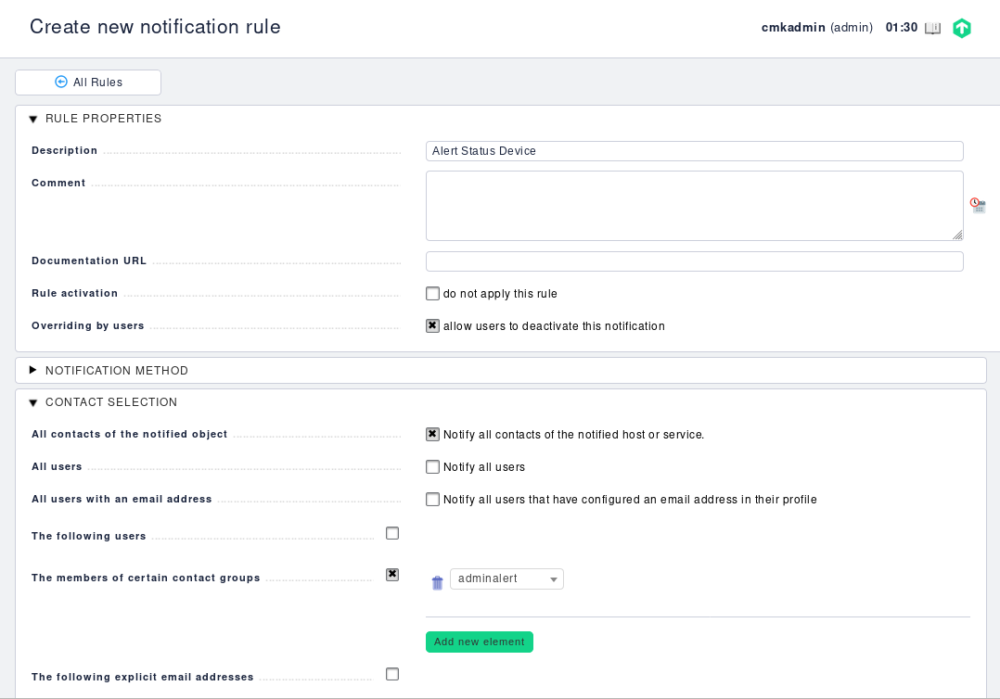 Create new notification rule
cmkadmin (admin) 01:30
All Rules
RULE PROPERTIES
Description Alert Status Device
Comment
Documentation URL
Rule activation do not apply this rule
Overriding by users allow users to deactivate this notification
NOTIFICATION METHOD
CONTACT SELECTION
All contacts of the notified object Notify all contacts of the notified host or service.
All users Notify all users
All users with an email address Notify all users that have configured an email address in their profile
The following users
The members of certain contact groups adminalert
Add new element
The following explicit email addresses